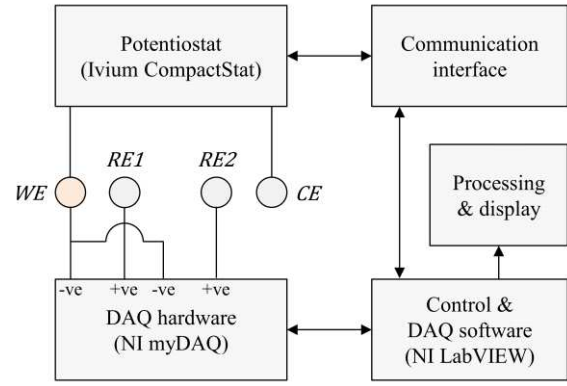 Potentiostat
(Ivium CompactStat)
Communication
interface
RE1
RE2
WE
CE
Processing
& display
-ve
+ve
-ve
+ve
DAQ hardware
(NI myDAQ)
Control &
DAQ software
(NI LabVIEW)